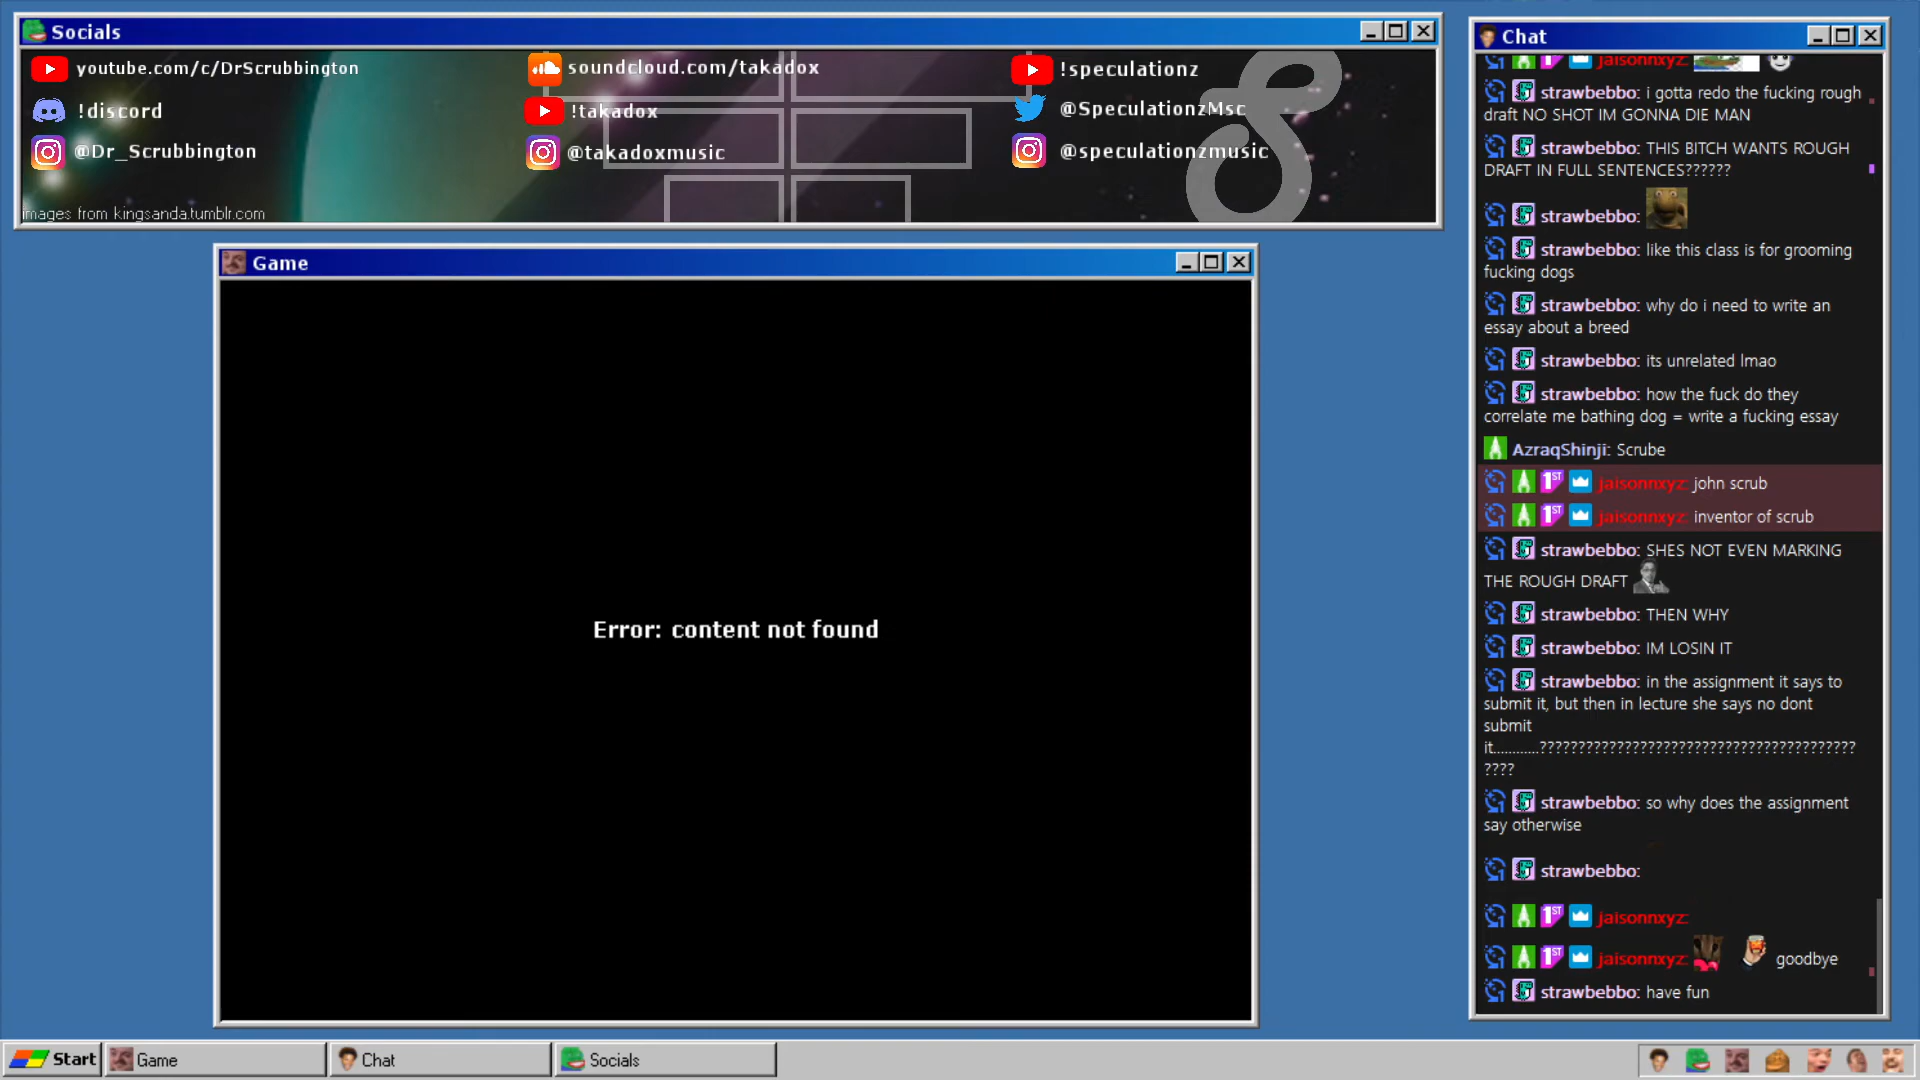 Socials
youtube.com/c/DrScrubbington
!discord
@Dr_Scrubbington
images from kingsanda.tumblr.com
soundcloud.com/takadox
!takadox
@takadoxmusic
!speculationz
@SpeculationzMsc
@speculationzmusic
Game
Error: content not found
Chat
jaisonnxyz:
strawbebbo: i gotta redo the fucking rough
draft NO SHOT IM GONNA DIE MAN
strawbebbo: THIS BITCH WANTS ROUGH
DRAFT IN FULL SENTENCES??????
strawbebbo:
strawbebbo: like this class is for grooming
fucking dogs
strawbebbo: why do i need to write an
essay about a breed
strawbebbo: its unrelated lmao
strawbebbo: how the fuck do they
correlate me bathing dog = write a fucking essay
AzraqShinji: Scrube
1ST jaisonnxyz: john scrub
1ST jaisonnxyz: inventor of scrub
strawbebbo: SHES NOT EVEN MARKING
THE ROUGH DRAFT
strawbebbo: THEN WHY
strawbebbo: IM LOSIN IT
strawbebbo: in the assignment it says to
submit it, but then in lecture she says no dont
submit
it............?????????????????????????????????????????
????
strawbebbo: so why does the assignment
say otherwise
strawbebbo:
1ST jaisonnxyz:
1ST jaisonnxyz: goodbye
strawbebbo: have fun
Start
Game
Chat
Socials